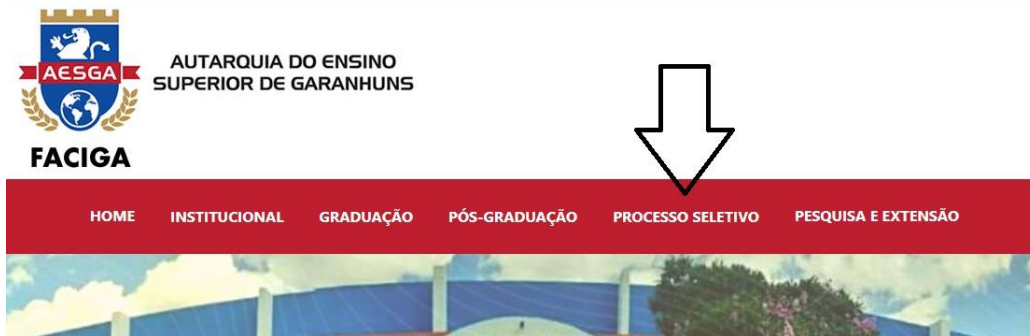 AESGA
AUTARQUIA DO ENSINO
SUPERIOR DE GARANHUNS
FACIGA
HOME INSTITUCIONAL GRADUAÇÃO PÓS-GRADUAÇÃO PROCESSO SELETIVO PESQUISA E EXTENSÃO